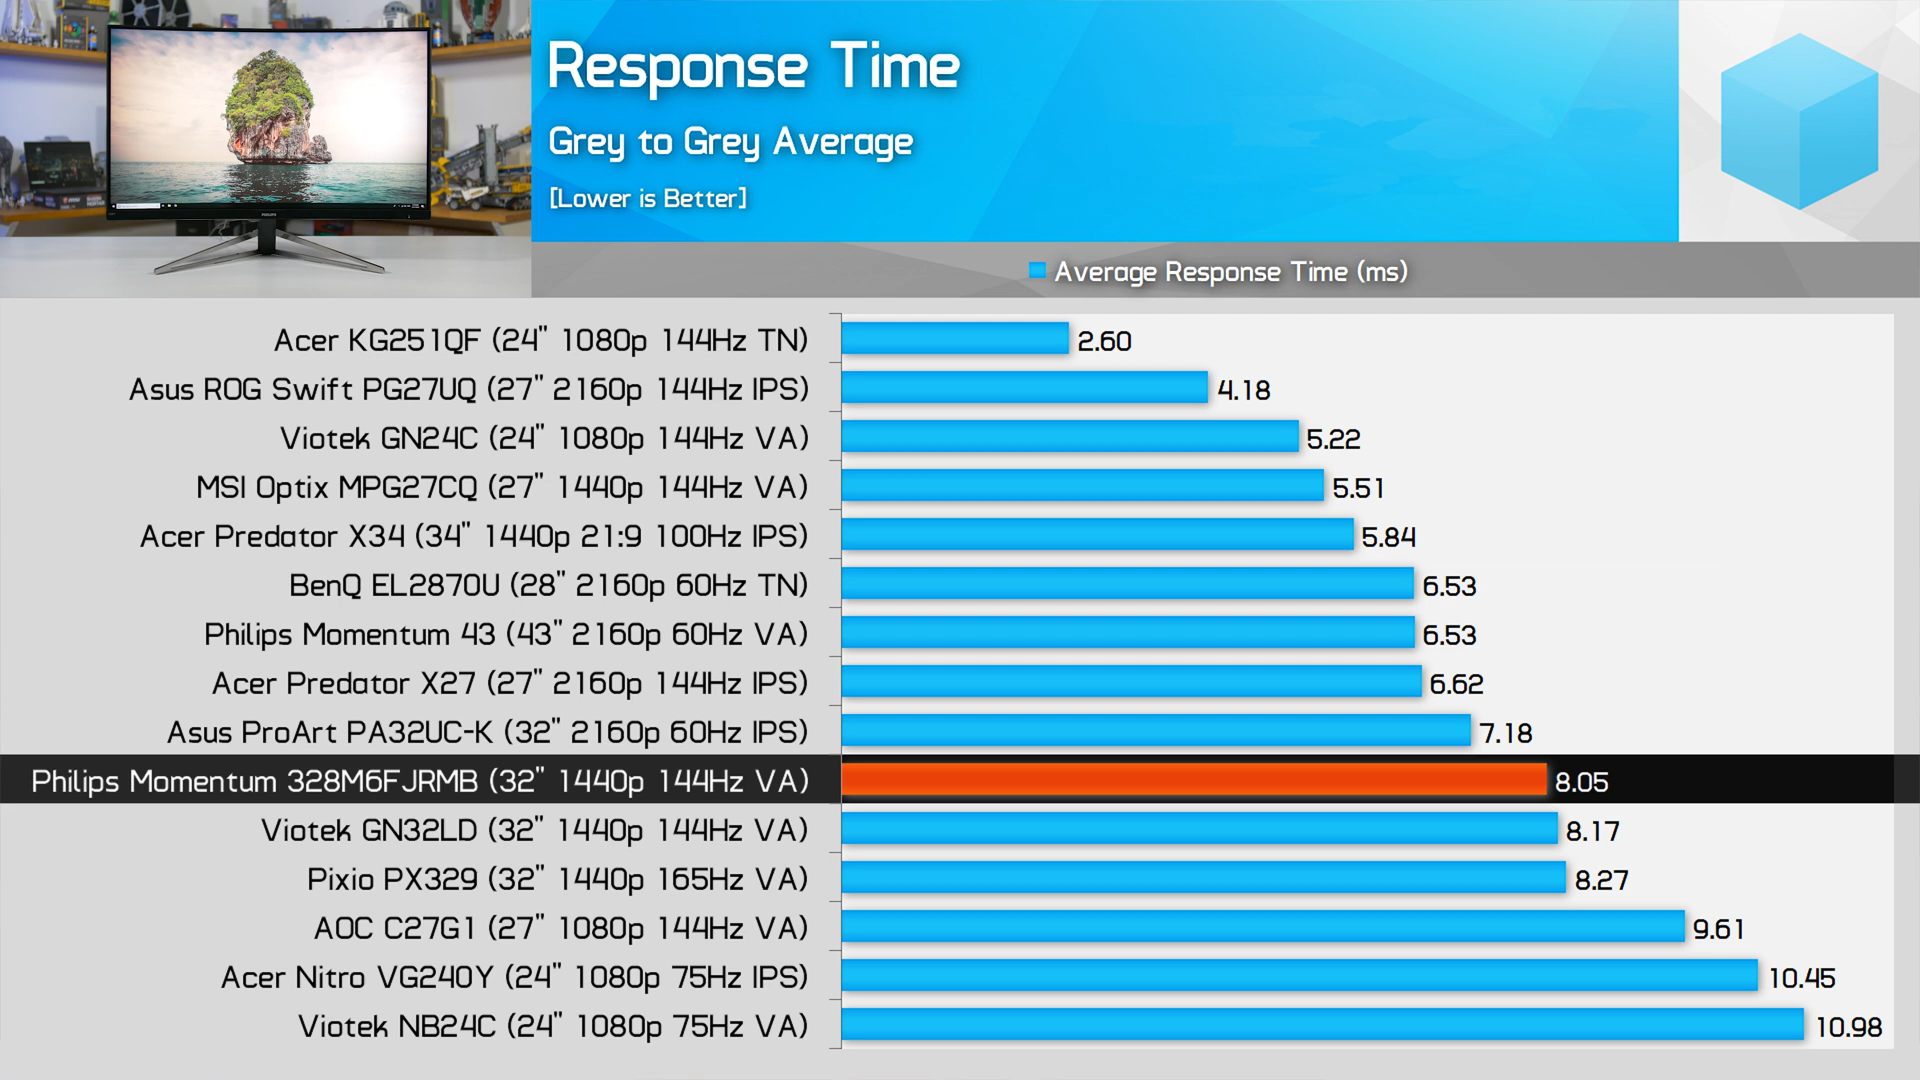 Response Time
Grey to Grey Average
[Lower is Better]
Average Response Time (ms)
Acer KG251QF (24" 1080p 144Hz TN) 2.60
Asus ROG Swift PG27UQ (27" 2160p 144Hz IPS) 4.18
Viotek GN24C (24" 1080p 144Hz VA) 5.22
MSI Optix MPG27CQ (27" 1440p 144Hz VA) 5.51
Acer Predator X34 (34" 1440p 21:9 100Hz IPS) 5.84
BenQ EL2870U (28" 2160p 60Hz TN) 6.53
Philips Momentum 43 (43" 2160p 60Hz VA) 6.53
Acer Predator X27 (27" 2160p 144Hz IPS) 6.62
Asus ProArt PA32UC-K (32" 2160p 60Hz IPS) 7.18
Philips Momentum 328M6FJRMB (32" 1440p 144Hz VA) 8.05
Viotek GN32LD (32" 1440p 144Hz VA) 8.17
Pixio PX329 (32" 1440p 165Hz VA) 8.27
AOC C27G1 (27" 1080p 144Hz VA) 9.61
Acer Nitro VG240Y (24" 1080p 75Hz IPS) 10.45
Viotek NB24C (24" 1080p 75Hz VA) 10.98